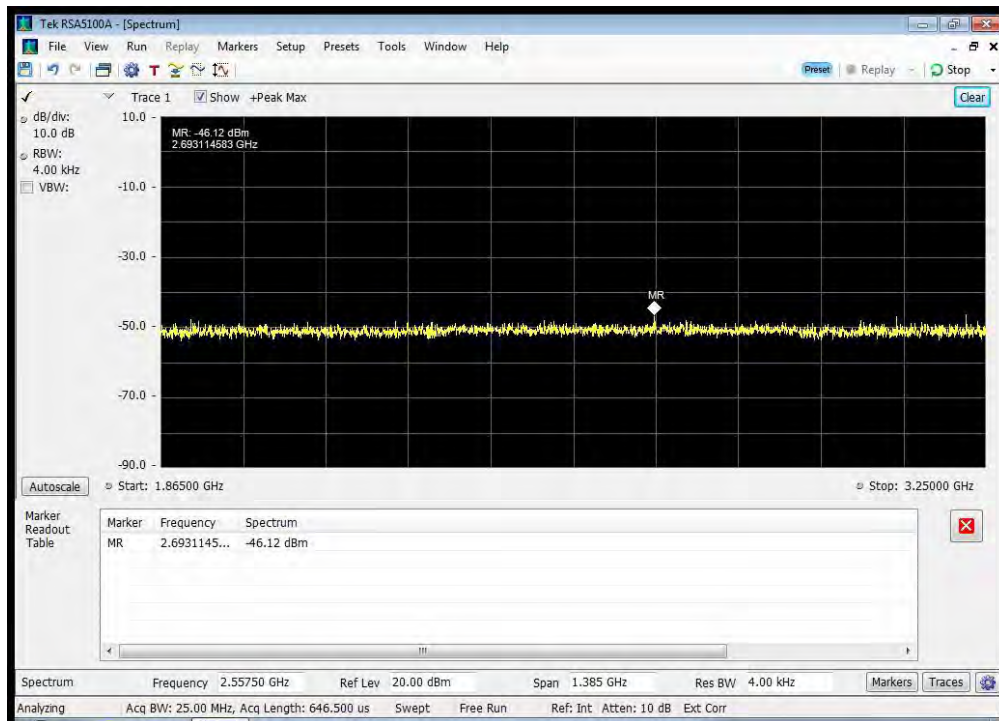 Tek RSA5100A - [Spectrum]
File View Run Replay Markers Setup Presets Tools Window Help
Preset Replay Stop
Trace 1 Show +Peak Max Clear
dB/div:
10.0 dB
RBW:
4.00 kHz
VBW:
10.0
-10.0
-30.0
-50.0
-70.0
-90.0
MR: -46.12 dBm
2.693114583 GHz
MR
Autoscale Start: 1.86500 GHz Stop: 3.25000 GHz
Marker
Readout
Table
Marker Frequency Spectrum
MR 2.6931145... -46.12 dBm
Spectrum Frequency 2.55750 GHz Ref Lev 20.00 dBm Span 1.385 GHz Res BW 4.00 kHz Markers Traces
Analyzing Acq BW: 25.00 MHz, Acq Length: 646.500 us Swept Free Run Ref: Int Atten: 10 dB Ext Corr